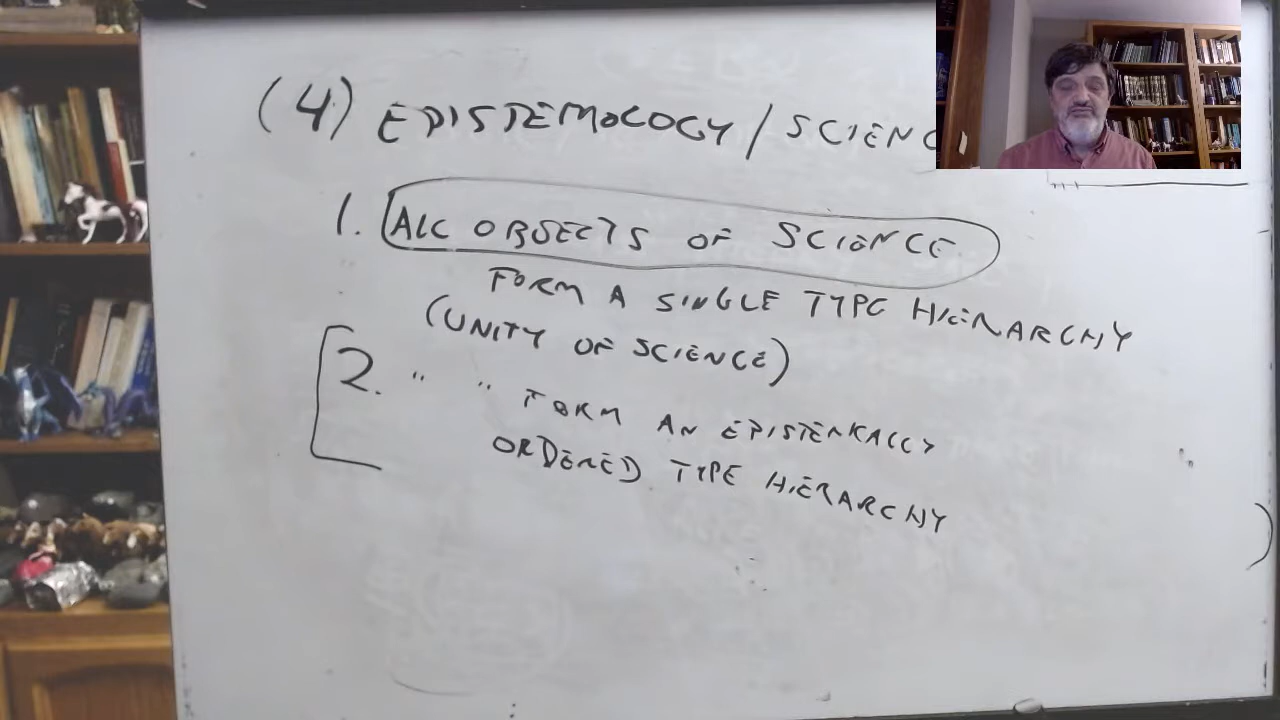 (4) EPISTEMOLOGY / SCIENC
1. ALL OBJECTS OF SCIENCE
FORM A SINGLE TYPE HIERARCHY
(UNITY OF SCIENCE)
2. " " FORM AN EPISTEMICALLY
ORDERED TYPE HIERARCHY